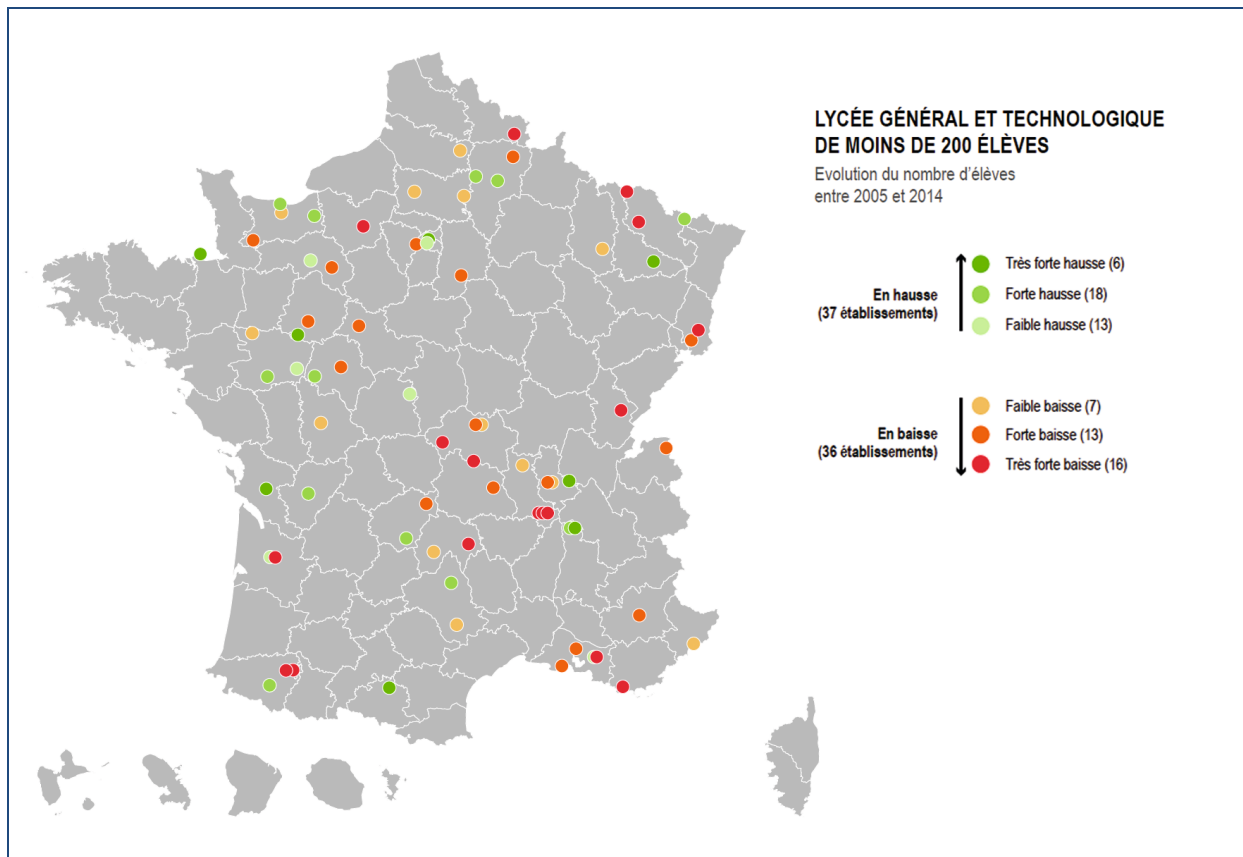 LYCÉE GÉNÉRAL ET TECHNOLOGIQUE
DE MOINS DE 200 ÉLÈVES
Evolution du nombre d'élèves
entre 2005 et 2014
En hausse
(37 établissements)
Très forte hausse (6)
Forte hausse (18)
Faible hausse (13)
En baisse
(36 établissements)
Faible baisse (7)
Forte baisse (13)
Très forte baisse (16)